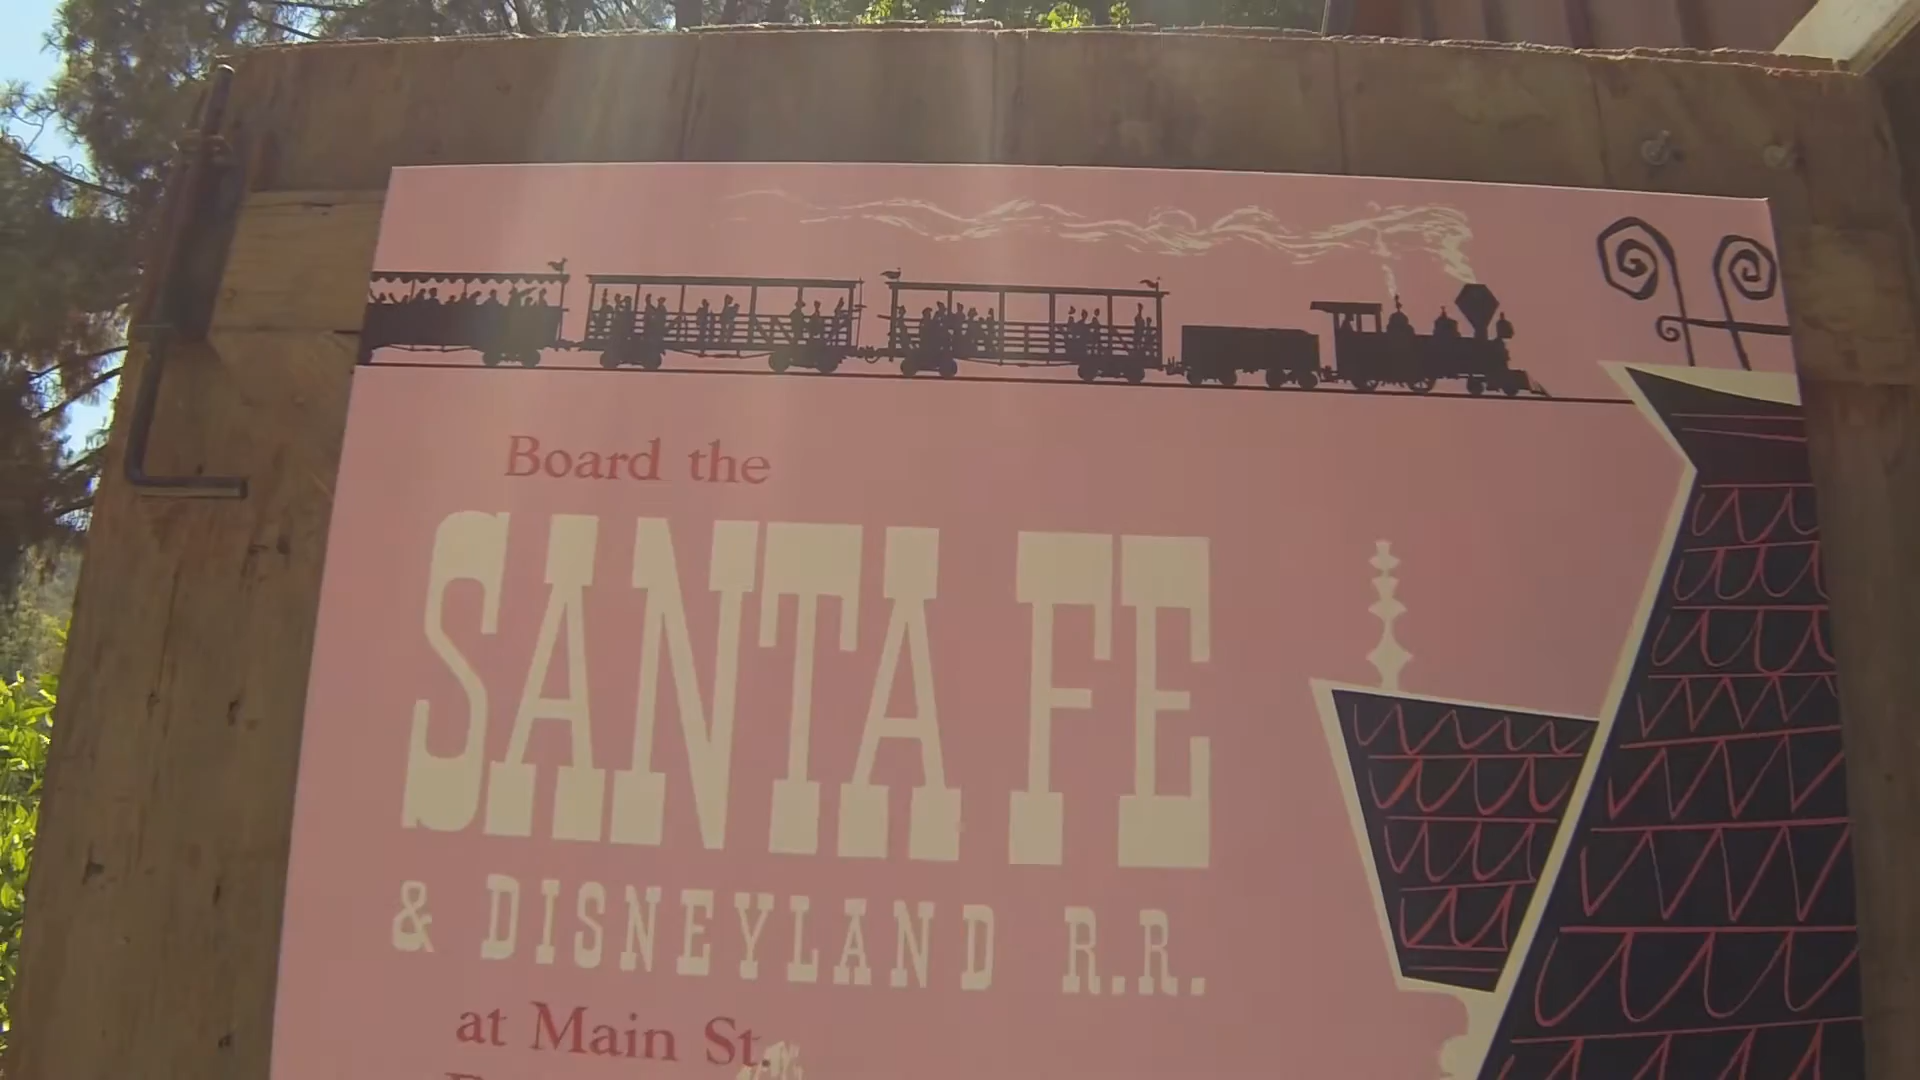 Board the
SANTA FE
& DISNEYLAND R.R.
at Main St.